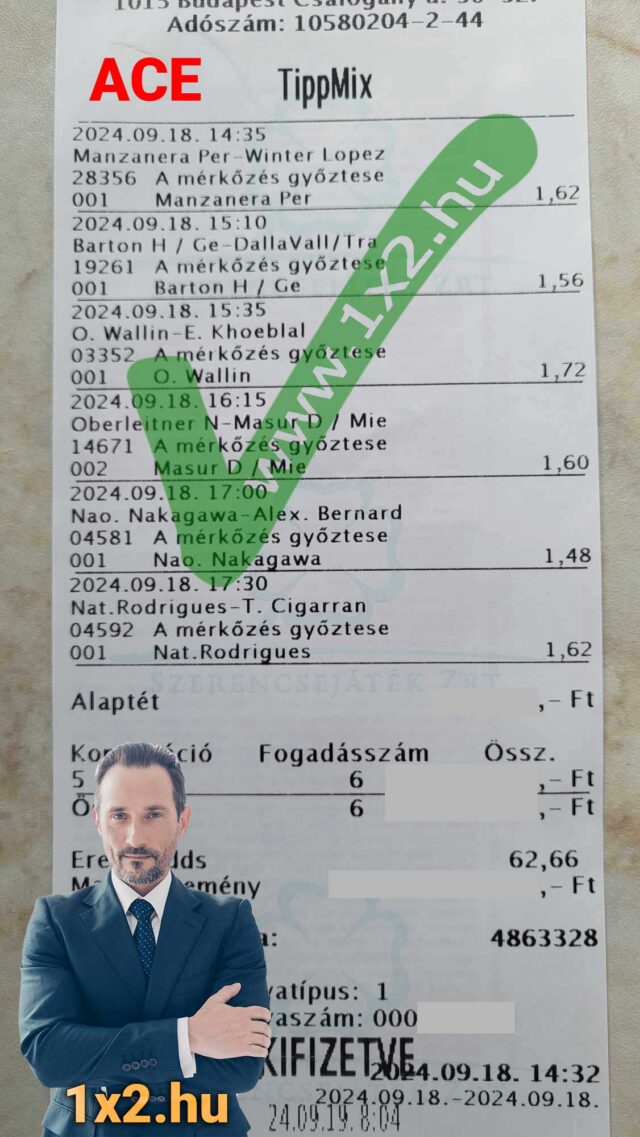 Adószám: 10580204-2-44
ACE
TippMix
2024.09.18. 14:35
Manzanera Per-Winter Lopez
28356 A mérkőzés győztese
001 Manzanera Per 1,62
2024.09.18. 15:10
Barton H / Ge-DallaVall/Tra
19261 A mérkőzés győztese
001 Barton H / Ge 1,56
2024.09.18. 15:35
O. Wallin-E. Khoeblal
03352 A mérkőzés győztese
001 O. Wallin 1,72
2024.09.18. 16:15
Oberleitner N-Masur D / Mie
14671 A mérkőzés győztese
002 Masur D / Mie 1,60
2024.09.18. 17:00
Nao. Nakagawa-Alex. Bernard
04581 A mérkőzés győztese
001 Nao. Nakagawa 1,48
2024.09.18. 17:30
Nat.Rodrigues-T. Cigarran
04592 A mérkőzés győztese
001 Nat.Rodrigues 1,62
www.1x2.hu
SZERENCSEJÁTÉK ZRT
Alaptét ,- Ft
Fogadásszám Össz.
5 6 ,- Ft
6 ,- Ft
62,66
,- Ft
4863328
1
000
KIFIZETVE
2024.09.18. 14:32
2024.09.18.-2024.09.18.
24.09.19. 8:04
1x2.hu